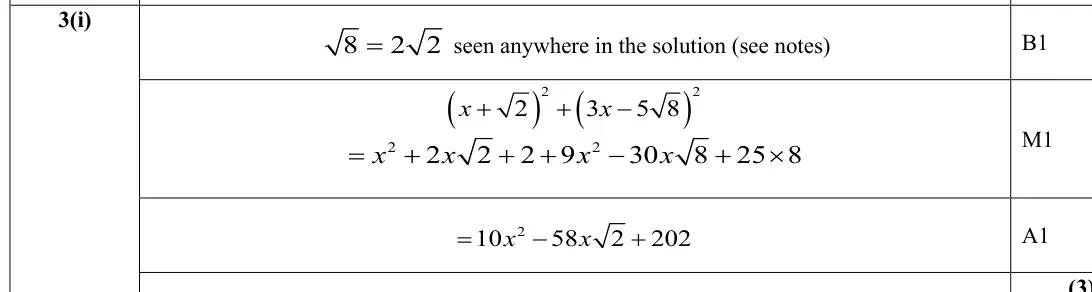 3(i)
√8 = 2√2 seen anywhere in the solution (see notes) B1
(x + √2)² + (3x − 5√8)²
= x² + 2x√2 + 2 + 9x² − 30x√8 + 25 × 8 M1
= 10x² − 58x√2 + 202 A1
(3)